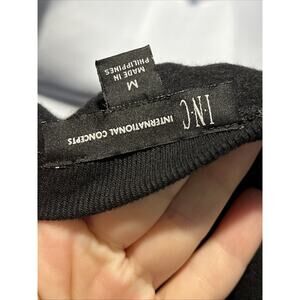 M
MADE IN
PHILIPPINES
I·N·C
INTERNATIONAL CONCEPTS